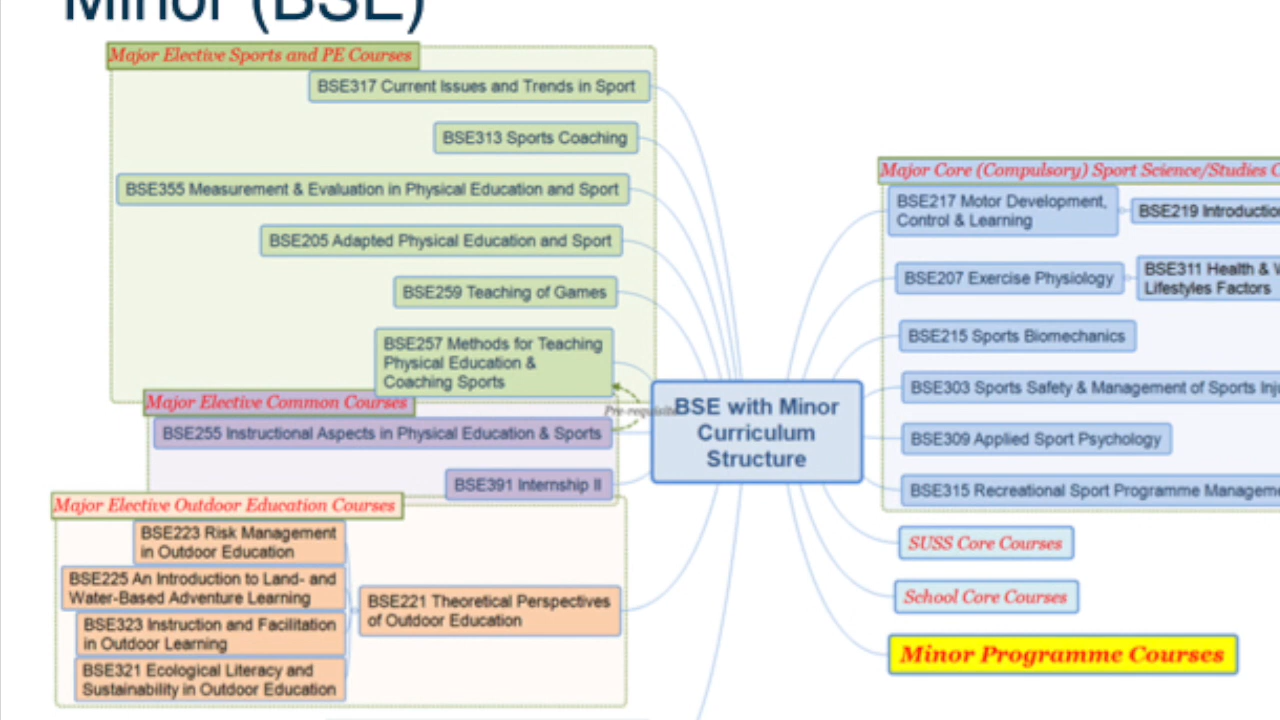 Minor (BSE)
Major Elective Sports and PE Courses
BSE317 Current Issues and Trends in Sport
BSE313 Sports Coaching
BSE355 Measurement & Evaluation in Physical Education and Sport
BSE205 Adapted Physical Education and Sport
BSE259 Teaching of Games
BSE257 Methods for Teaching
Physical Education &
Coaching Sports
Major Elective Common Courses
BSE255 Instructional Aspects in Physical Education & Sports
BSE391 Internship II
Major Elective Outdoor Education Courses
BSE223 Risk Management
in Outdoor Education
BSE225 An Introduction to Land- and
Water-Based Adventure Learning
BSE323 Instruction and Facilitation
in Outdoor Learning
BSE321 Ecological Literacy and
Sustainability in Outdoor Education
BSE221 Theoretical Perspectives
of Outdoor Education
Pre-requisite
BSE with Minor
Curriculum
Structure
Major Core (Compulsory) Sport Science/Studies
BSE217 Motor Development,
Control & Learning
BSE219
BSE207 Exercise Physiology
BSE311 Health &
Lifestyles Factors
BSE215 Sports Biomechanics
BSE303 Sports Safety & Management of Sports
BSE309 Applied Sport Psychology
BSE315 Recreational Sport Programme
SUSS Core Courses
School Core Courses
Minor Programme Courses